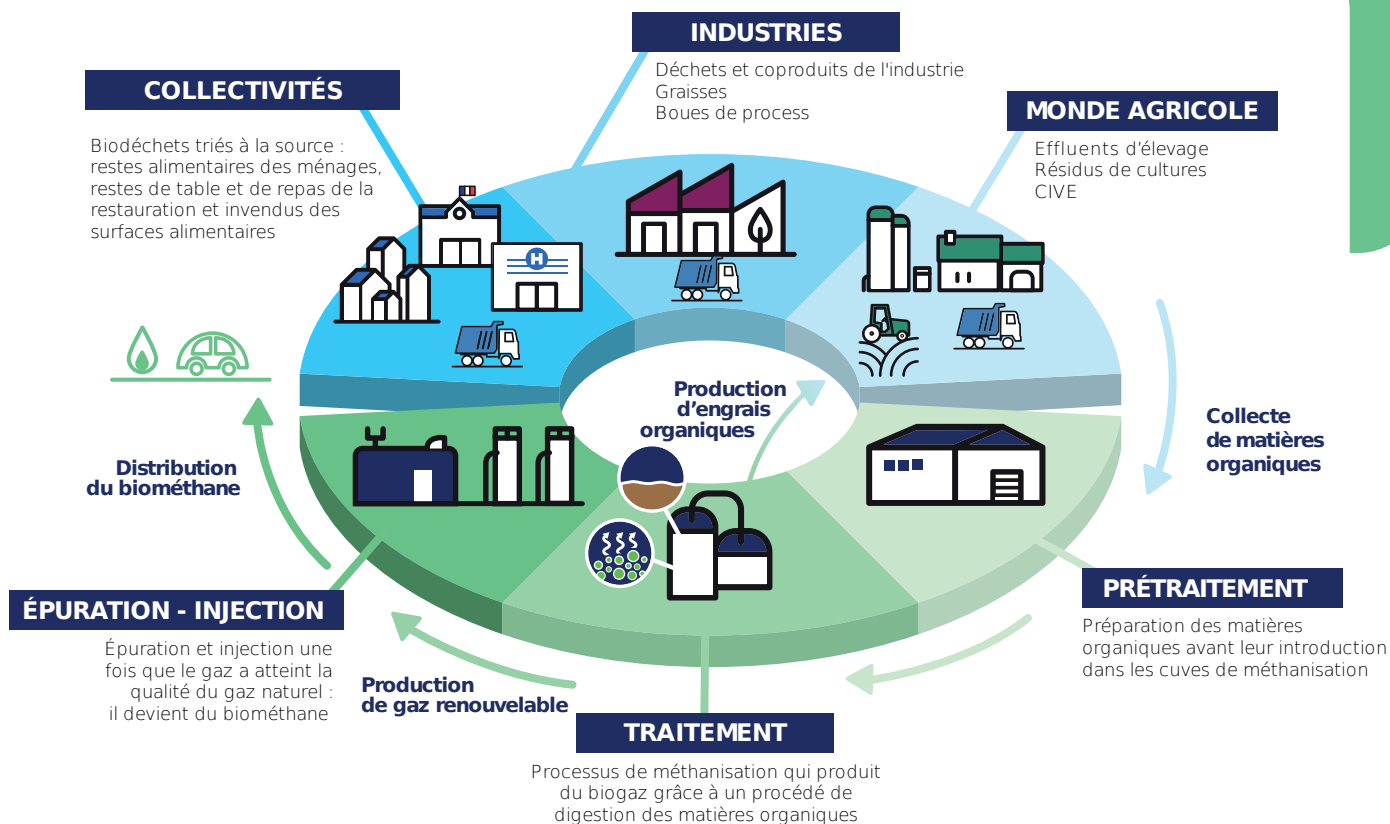 INDUSTRIES
Déchets et coproduits de l'industrie
Graisses
Boues de process
COLLECTIVITÉS
Biodéchets triés à la source :
restes alimentaires des ménages,
restes de table et de repas de la
restauration et invendus des
surfaces alimentaires
MONDE AGRICOLE
Effluents d’élevage
Résidus de cultures
CIVE
H
Production
d’engrais
organiques
Collecte
de matières
organiques
Distribution
du biométhane
PRÉTRAITEMENT
Préparation des matières
organiques avant leur introduction
dans les cuves de méthanisation
ÉPURATION - INJECTION
Épuration et injection une
fois que le gaz a atteint la
qualité du gaz naturel :
il devient du biométhane
Production
de gaz renouvelable
TRAITEMENT
Processus de méthanisation qui produit
du biogaz grâce à un procédé de
digestion des matières organiques